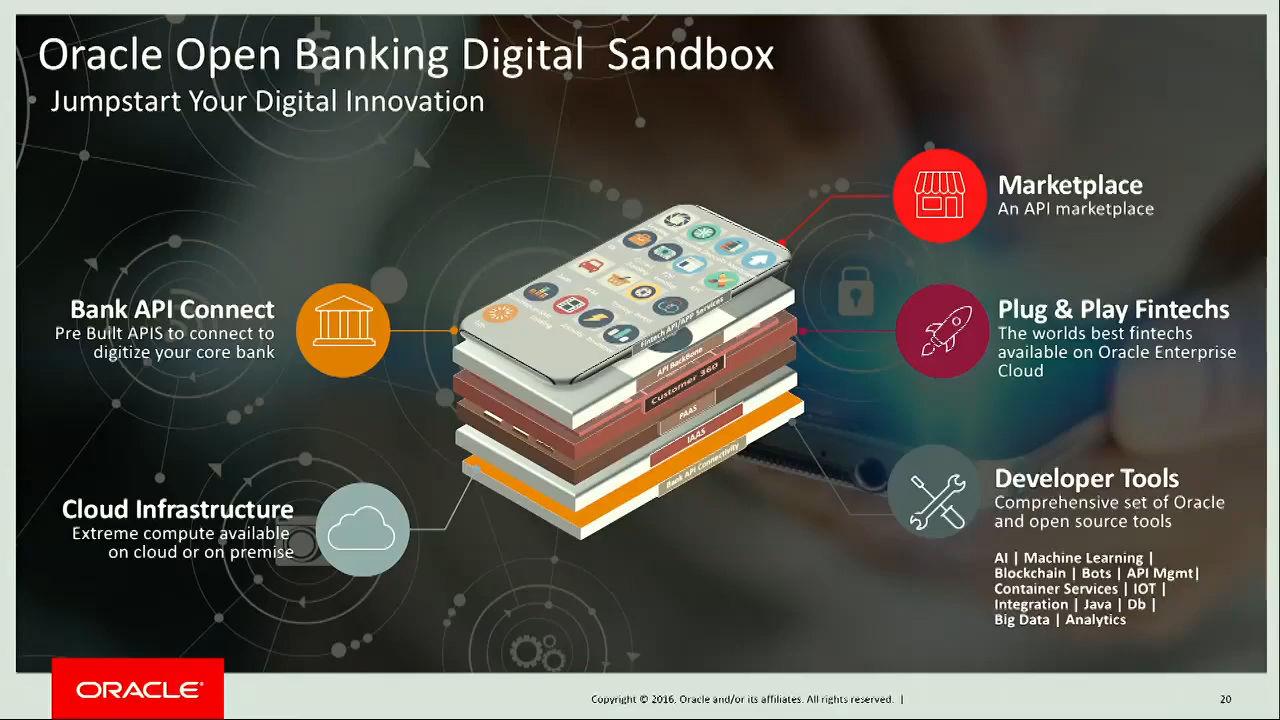 Oracle Open Banking Digital Sandbox
Jumpstart Your Digital Innovation
Marketplace
An API marketplace
Bank API Connect
Pre Built APIS to connect to
digitize your core bank
Plug & Play Fintechs
The worlds best fintechs
available on Oracle Enterprise
Cloud
Fintech API/APP Services
API BackBone
Customer 360
PAAS
IAAS
Bank API Connectivity
Cloud Infrastructure
Extreme compute available
on cloud or on premise
Developer Tools
Comprehensive set of Oracle
and open source tools
AI | Machine Learning |
Blockchain | Bots | API Mgmt|
Container Services | IOT |
Integration | Java | Db |
Big Data | Analytics
ORACLE®
Copyright © 2016, Oracle and/or its affiliates. All rights reserved. |
20